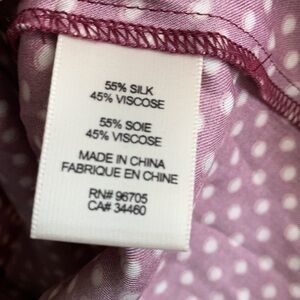 55% SILK
45% VISCOSE
55% SOIE
45% VISCOSE
MADE IN CHINA
FABRIQUE EN CHINE
RN# 96705
CA# 34460